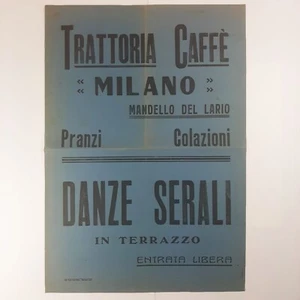 TRATTORIA CAFFÈ
« MILANO »
MANDELLO DEL LARIO
Pranzi Colazioni
DANZE SERALI
IN TERRAZZO
ENTRATA LIBERA